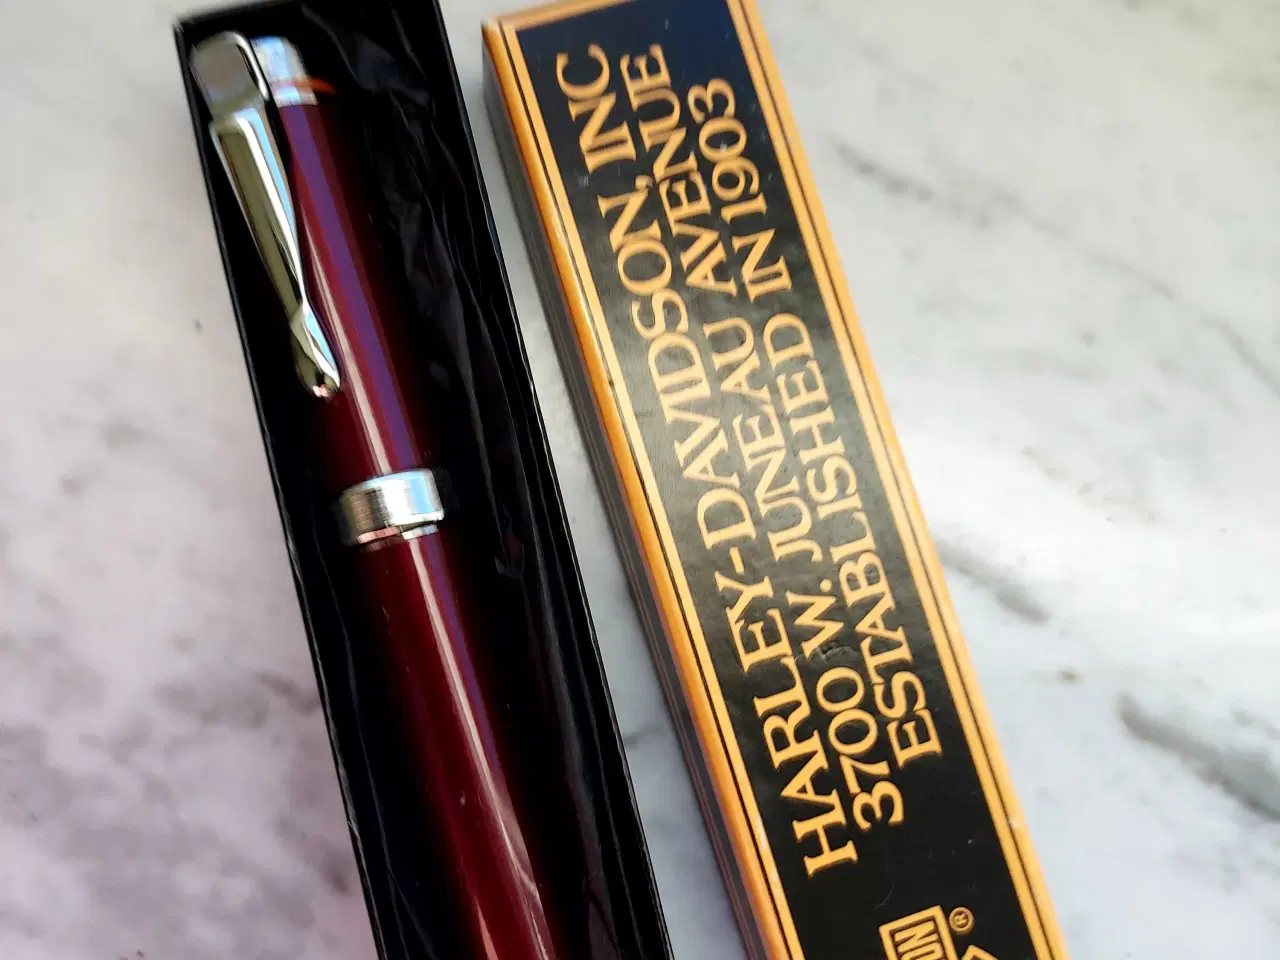 HARLEY-DAVIDSON, INC
3700 W. JUNEAU AVENUE
ESTABLISHED IN 1903
®